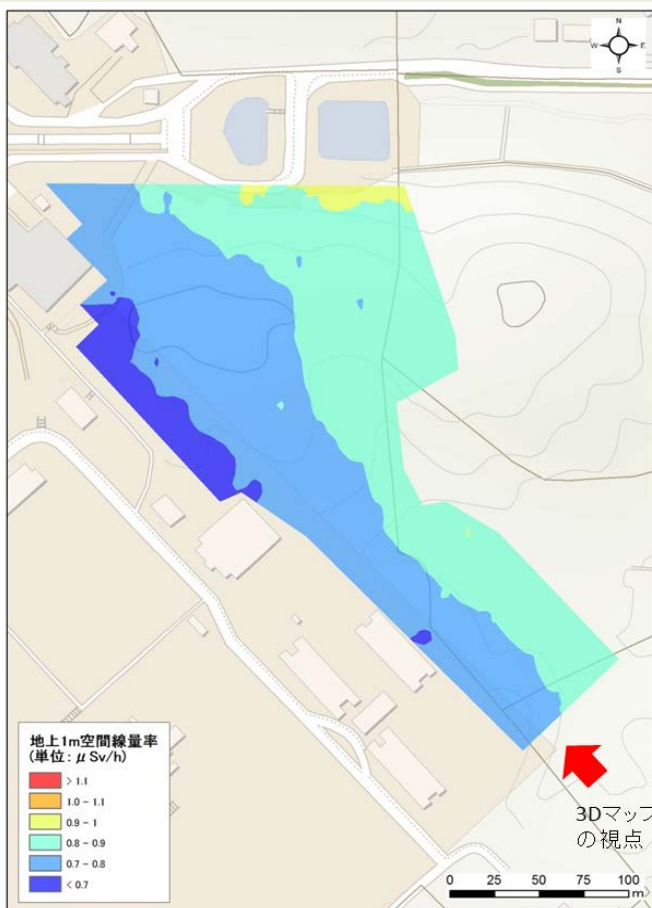 N
W E
S
地上1m空間線量率
(単位: μ Sv/h)
> 1.1
1.0 - 1.1
0.9 - 1
0.8 - 0.9
0.7 - 0.8
< 0.7
3Dマップ
の視点
0 25 50 75 100
m